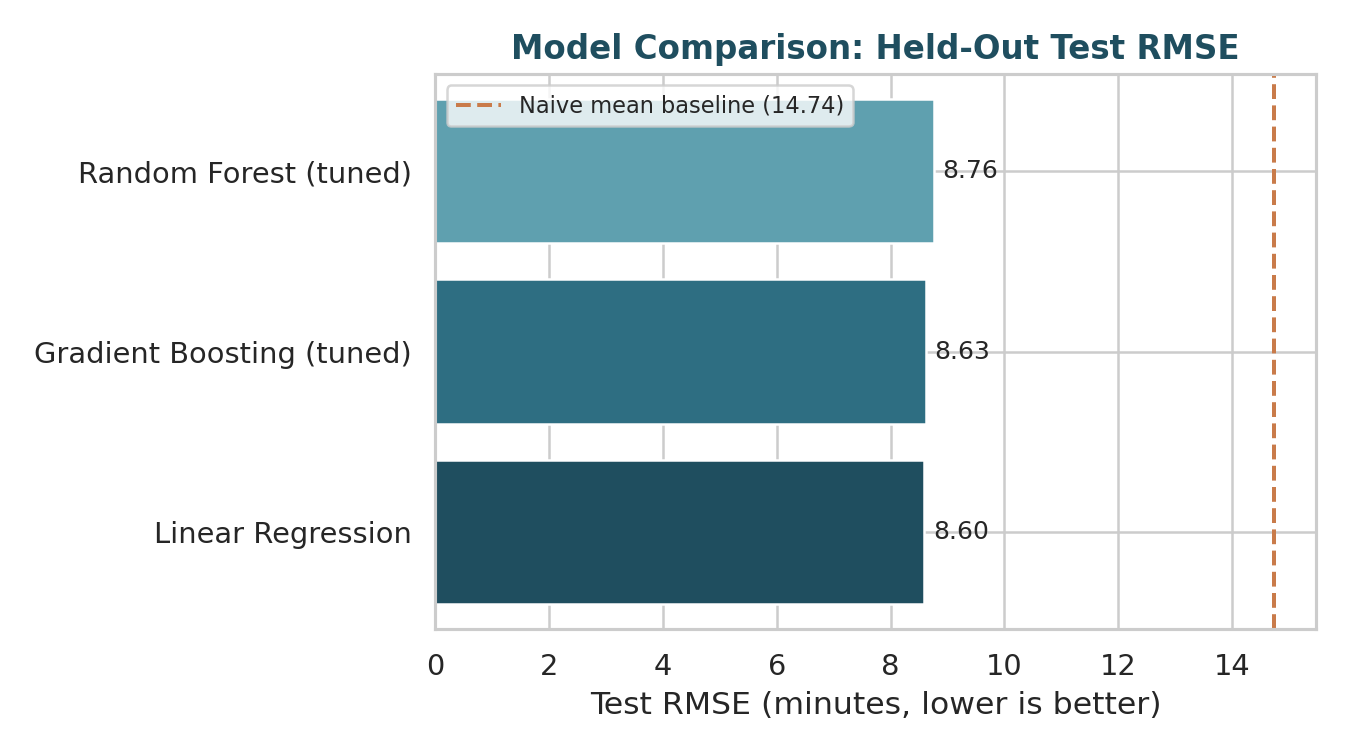 Model Comparison: Held-Out Test RMSE
Naive mean baseline (14.74)
Random Forest (tuned)
8.76
Gradient Boosting (tuned)
8.63
Linear Regression
8.60
0 2 4 6 8 10 12 14
Test RMSE (minutes, lower is better)